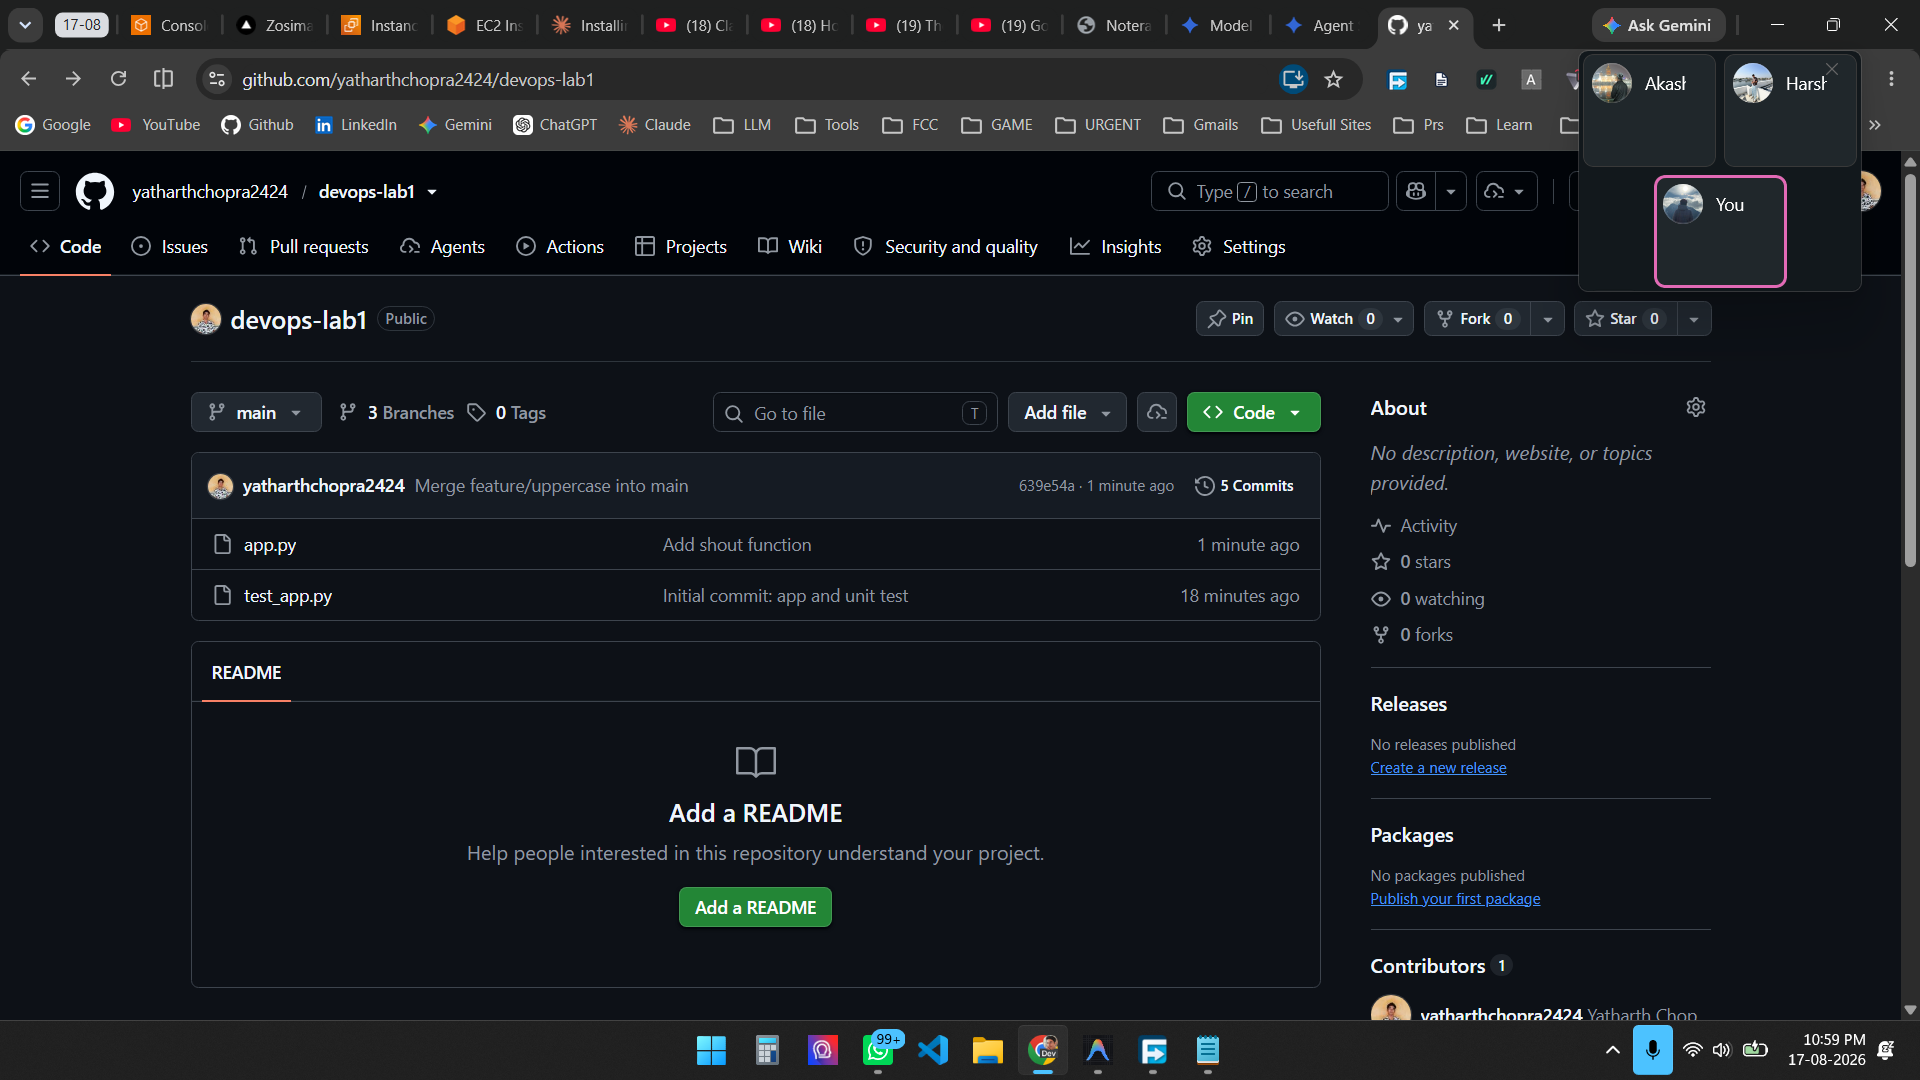 17-08
Consol
Zosima
Instanc
EC2 Ins
Installi
(18) Cla
(18) Ho
(19) Th
(19) Go
Notera
Model
Agent
ya
Ask Gemini
github.com/yatharthchopra2424/devops-lab1
Google
YouTube
Github
LinkedIn
Gemini
ChatGPT
Claude
LLM
Tools
FCC
GAME
URGENT
Gmails
Usefull Sites
Prs
Learn
Akash
Harsh
You
yatharthchopra2424 / devops-lab1
Type / to search
Code
Issues
Pull requests
Agents
Actions
Projects
Wiki
Security and quality
Insights
Settings
devops-lab1 Public
Pin
Watch 0
Fork 0
Star 0
main
3 Branches
0 Tags
Go to file T
Add file
Code
yatharthchopra2424 Merge feature/uppercase into main 639e54a · 1 minute ago 5 Commits
app.py Add shout function 1 minute ago
test_app.py Initial commit: app and unit test 18 minutes ago
README
Add a README
Help people interested in this repository understand your project.
Add a README
About
No description, website, or topics
provided.
Activity
0 stars
0 watching
0 forks
Releases
No releases published
Create a new release
Packages
No packages published
Publish your first package
Contributors 1
yatharthchopra2424 Yatharth Chop
99+
Dev
10:59 PM
17-08-2026